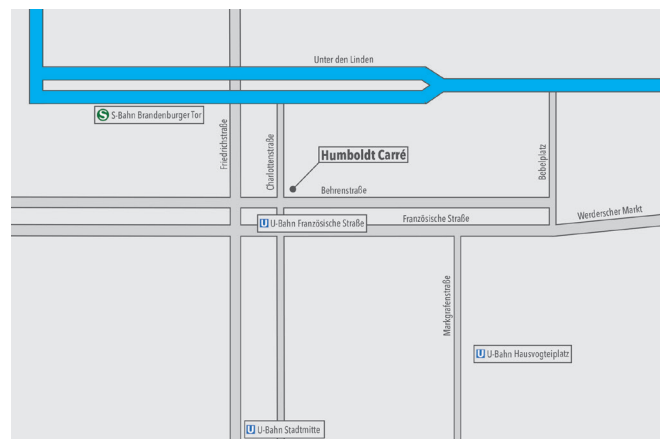 Unter den Linden
S S-Bahn Brandenburger Tor
Friedrichstraße
Charlottenstraße
Humboldt Carré
Bebelplatz
Behrenstraße
U U-Bahn Französische Straße
Französische Straße
Werderscher Markt
Markgrafenstraße
U U-Bahn Hausvogteiplatz
U U-Bahn Stadtmitte